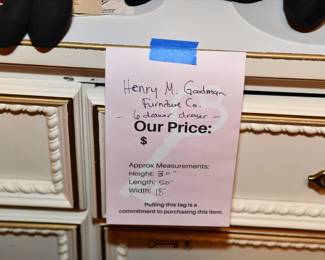 Henry M. Goodman
Furniture Co.
- 6 drawer dresser -
Our Price:
$
Approx Measurements:
Height: 30"
Length: 50"
Width: 18"
Pulling this tag is a
commitment to purchasing this item.